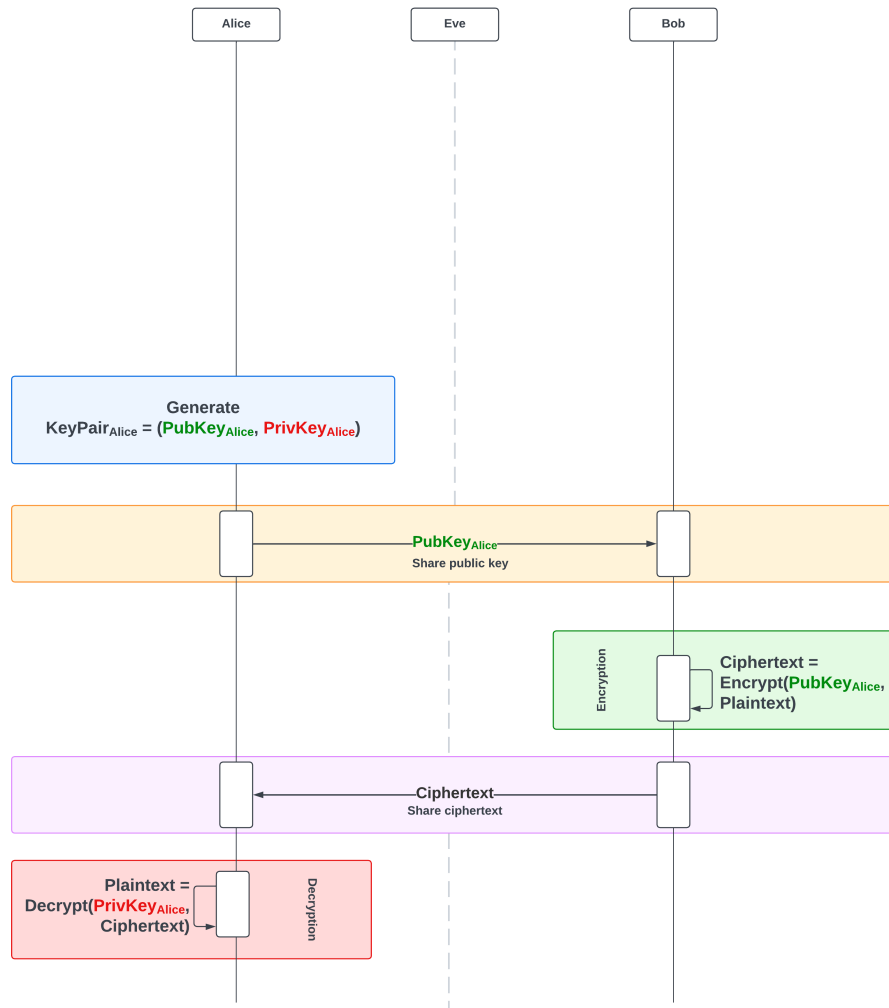 Alice
Eve
Bob
Generate
KeyPairAlice = (PubKeyAlice, PrivKeyAlice)
PubKeyAlice
Share public key
Encryption
Ciphertext =
Encrypt(PubKeyAlice,
Plaintext)
Ciphertext
Share ciphertext
Plaintext =
Decrypt(PrivKeyAlice,
Ciphertext)
Decryption